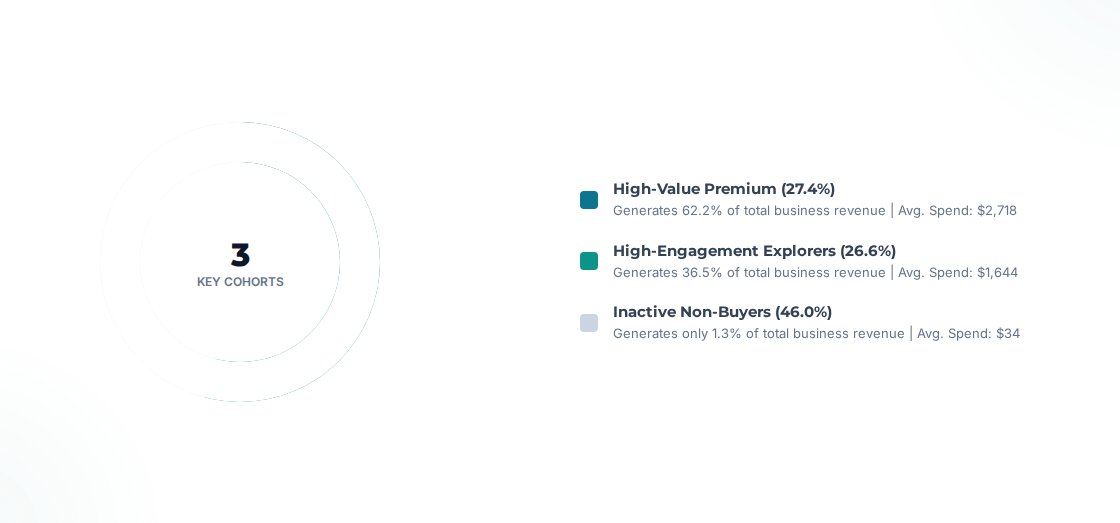 3
KEY COHORTS
High-Value Premium (27.4%)
Generates 62.2% of total business revenue | Avg. Spend: $2,718
High-Engagement Explorers (26.6%)
Generates 36.5% of total business revenue | Avg. Spend: $1,644
Inactive Non-Buyers (46.0%)
Generates only 1.3% of total business revenue | Avg. Spend: $34